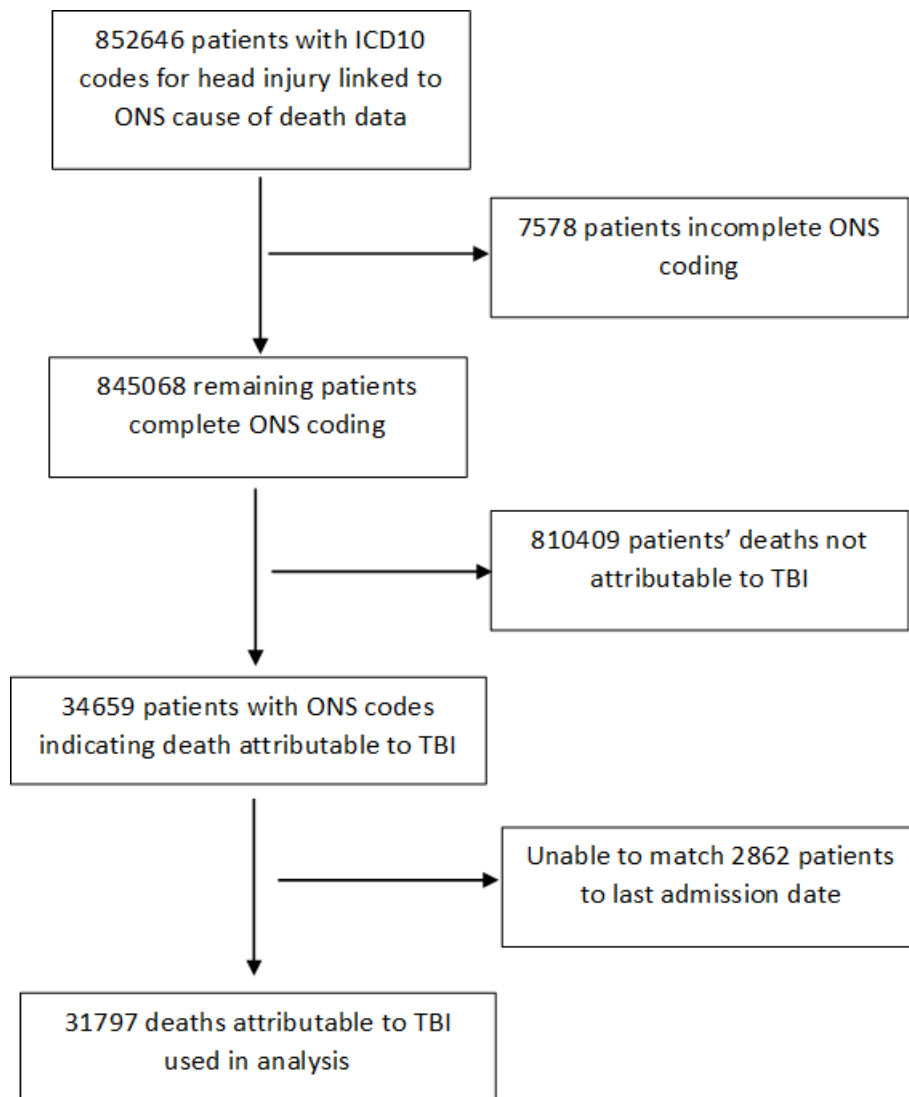 852646 patients with ICD10
codes for head injury linked to
ONS cause of death data
7578 patients incomplete ONS
coding
845068 remaining patients
complete ONS coding
810409 patients’ deaths not
attributable to TBI
34659 patients with ONS codes
indicating death attributable to TBI
Unable to match 2862 patients
to last admission date
31797 deaths attributable to TBI
used in analysis